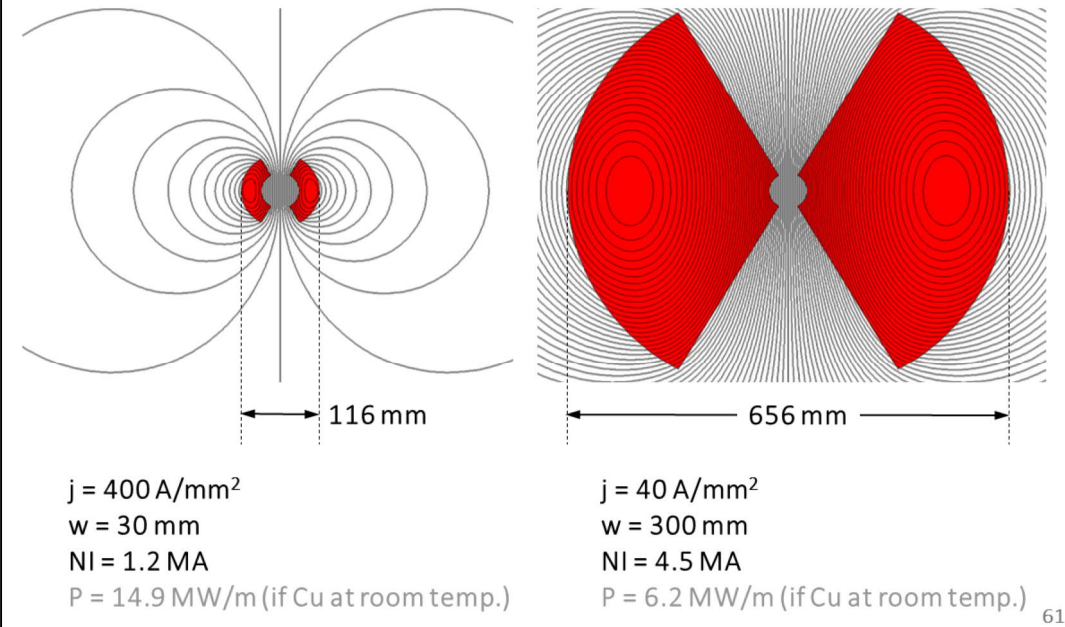 116 mm
656 mm
j = 400 A/mm²
w = 30 mm
NI = 1.2 MA
P = 14.9 MW/m (if Cu at room temp.)
j = 40 A/mm²
w = 300 mm
NI = 4.5 MA
P = 6.2 MW/m (if Cu at room temp.)
61